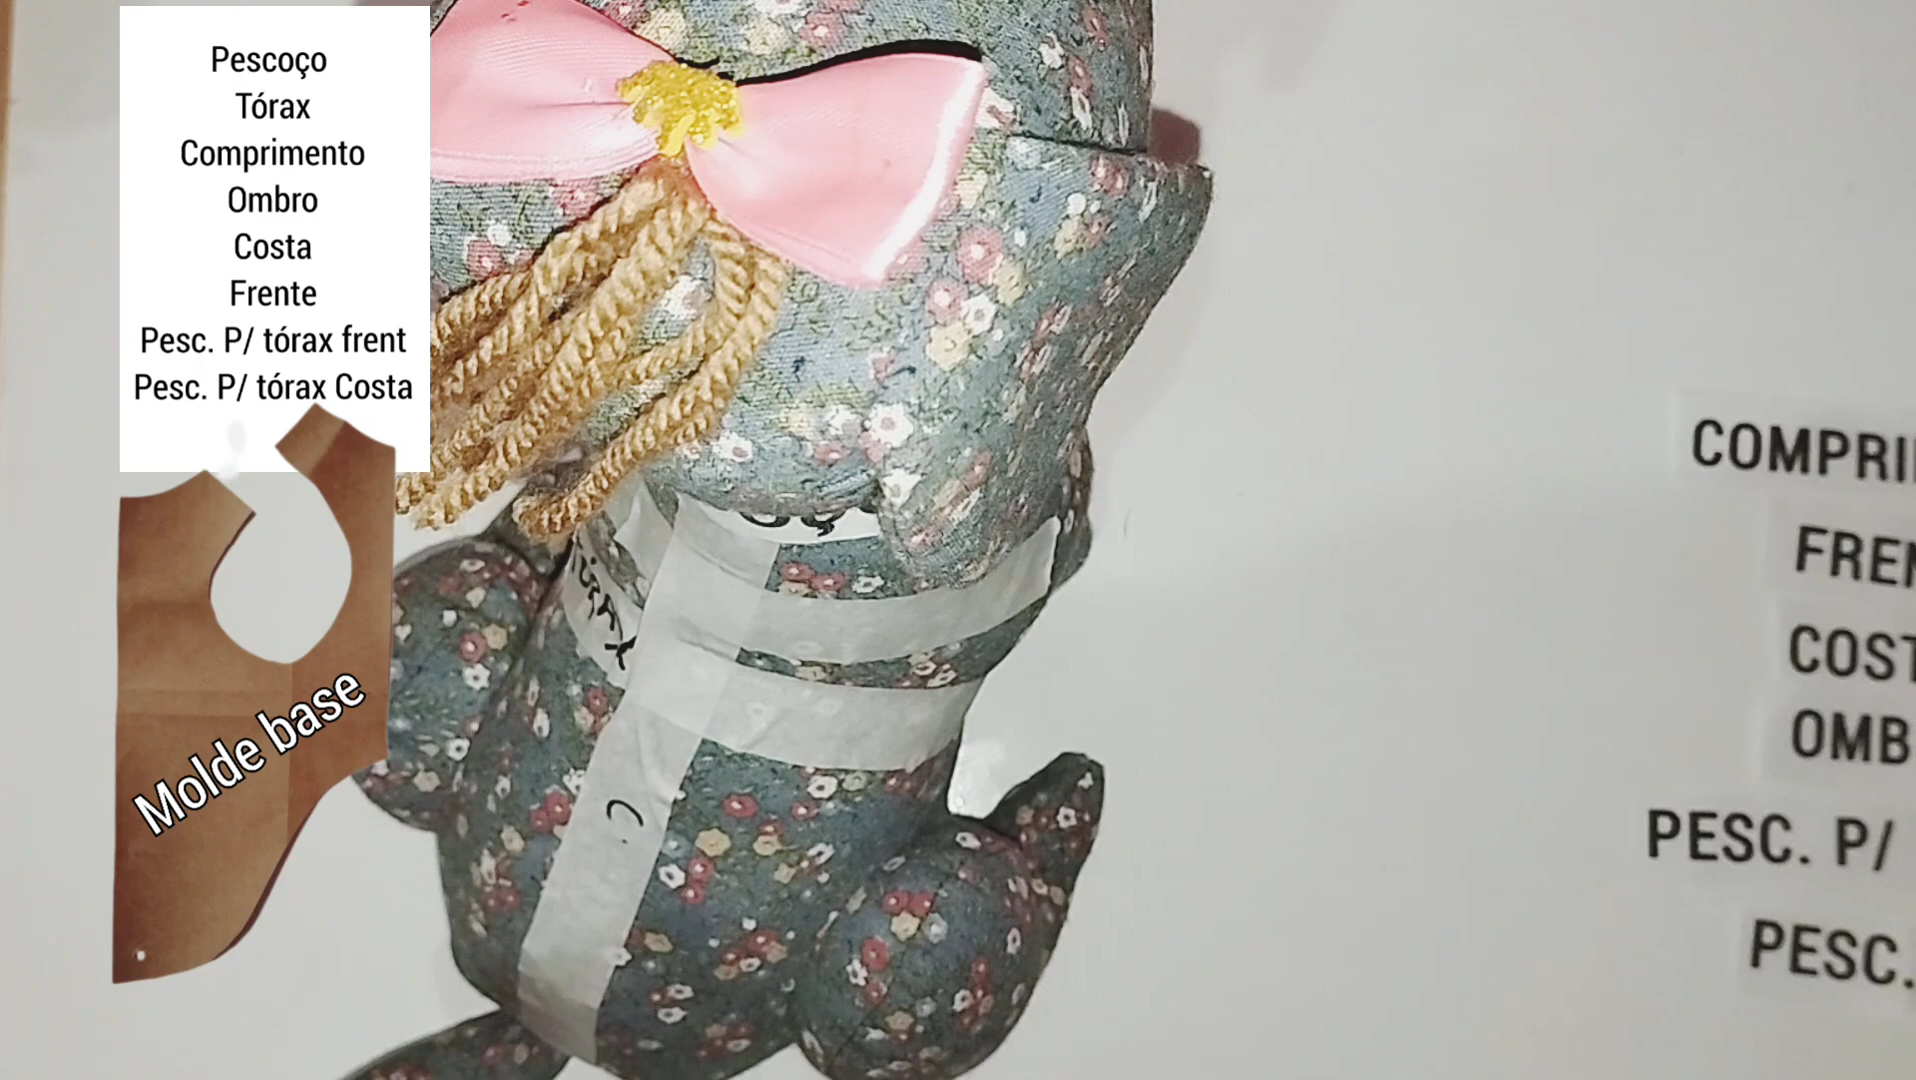 Pescoço
Tórax
Comprimento
Ombro
Costa
Frente
Pesc. P/ tórax frent
Pesc. P/ tórax Costa
Molde base
TÓRAX
C.
COMPRI
FREN
COST
OMB
PESC. P/
PESC.